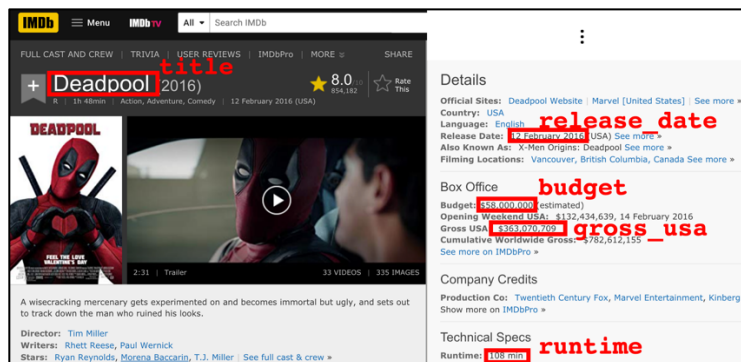 IMDb Menu IMDb TV All Search IMDb
FULL CAST AND CREW | TRIVIA | USER REVIEWS | IMDbPro | MORE SHARE
title
+ Deadpool (2016) 8.0/10 854,182 Rate This
R | 1h 48min | Action, Adventure, Comedy | 12 February 2016 (USA)
DEADPOOL
FEEL THE LOVE
VALENTINE'S DAY
2:31 | Trailer 33 VIDEOS | 335 IMAGES
A wisecracking mercenary gets experimented on and becomes immortal but ugly, and sets out
to track down the man who ruined his looks.
Director: Tim Miller
Writers: Rhett Reese, Paul Wernick
Stars: Ryan Reynolds, Morena Baccarin, T.J. Miller | See full cast & crew »
Details
Official Sites: Deadpool Website | Marvel [United States] | See more »
Country: USA
Language: English
release_date
Release Date: 12 February 2016 (USA) See more »
Also Known As: X-Men Origins: Deadpool See more »
Filming Locations: Vancouver, British Columbia, Canada See more »
Box Office
budget
Budget: $58,000,000 (estimated)
Opening Weekend USA: $132,434,639, 14 February 2016
Gross USA: $363,070,709 gross_usa
Cumulative Worldwide Gross: $782,612,155
See more on IMDbPro »
Company Credits
Production Co: Twentieth Century Fox, Marvel Entertainment, Kinberg
Show more on IMDbPro »
Technical Specs
Runtime: 108 min runtime